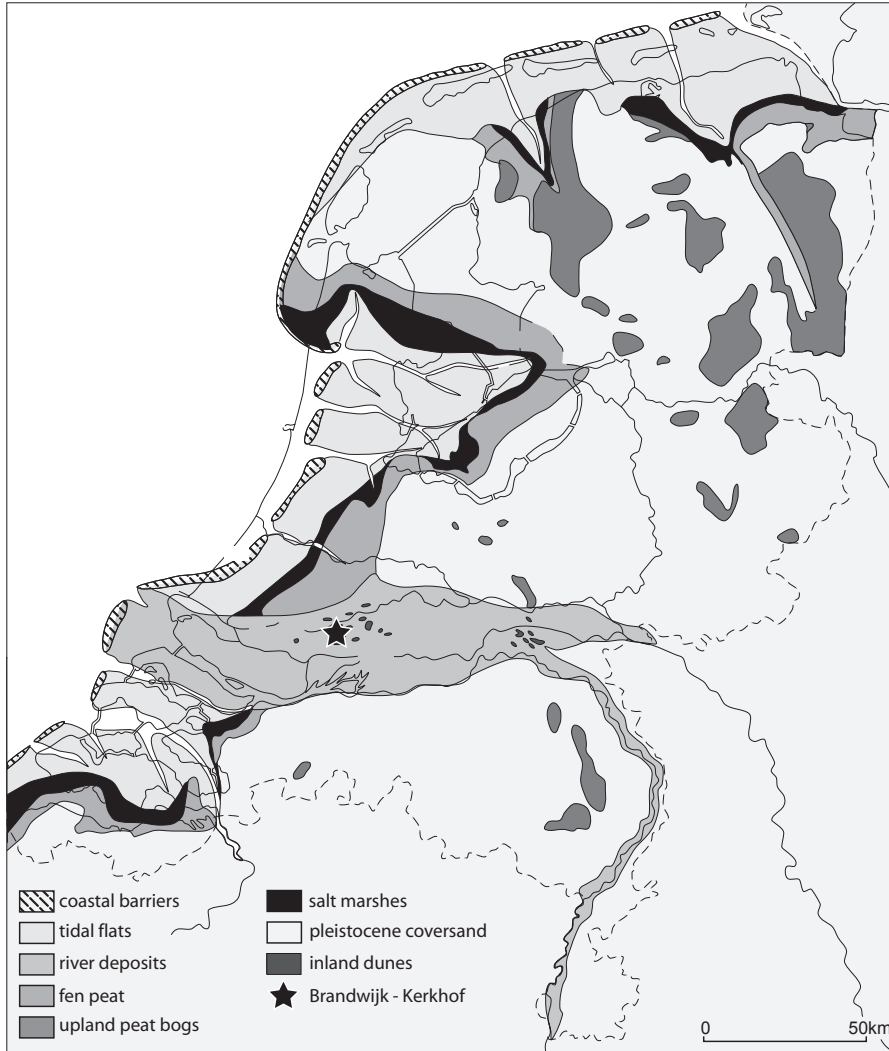 coastal barriers
tidal flats
river deposits
fen peat
upland peat bogs
salt marshes
pleistocene coversand
inland dunes
Brandwijk - Kerkhof
0 50km